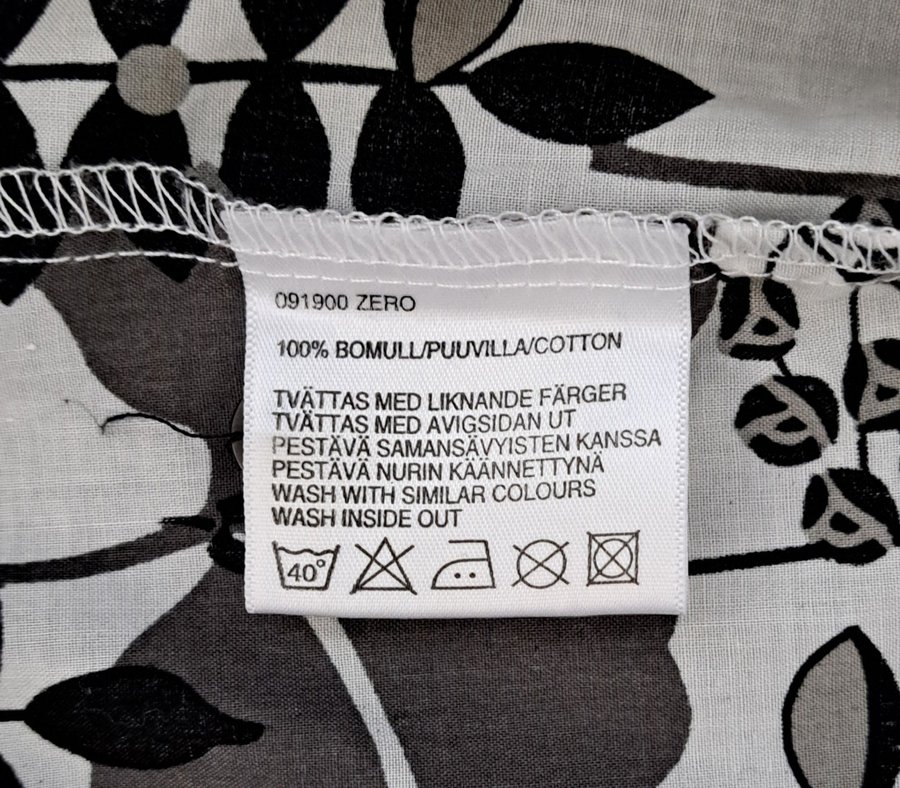 091900 ZERO
100% BOMULL/PUUVILLA/COTTON
TVÄTTAS MED LIKNANDE FÄRGER
TVÄTTAS MED AVIGSIDAN UT
PESTÄVÄ SAMANSÄVYISTEN KANSSA
PESTÄVÄ NURIN KÄÄNNETTYNÄ
WASH WITH SIMILAR COLOURS
WASH INSIDE OUT
40°